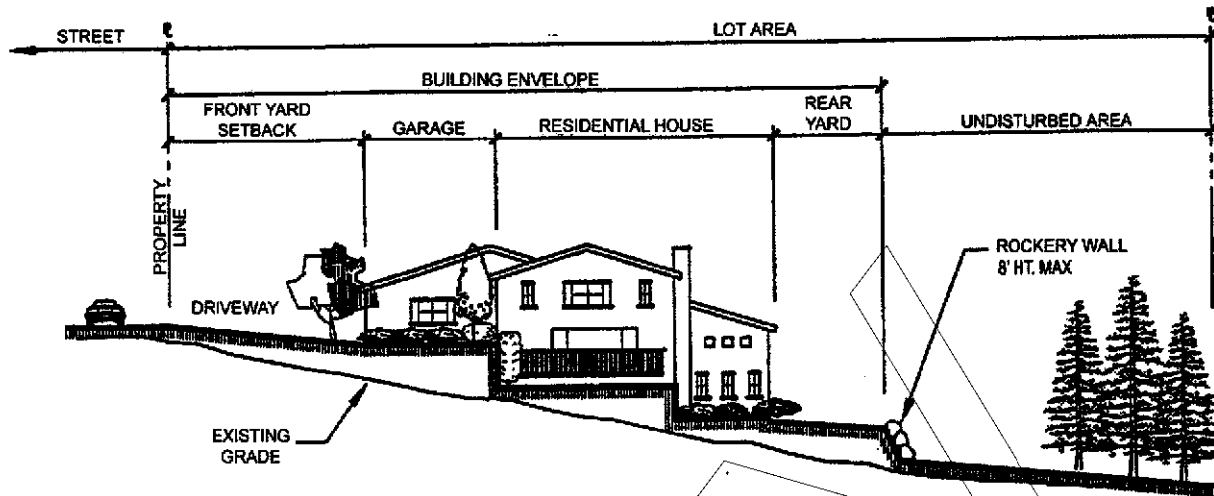 STREET
LOT AREA
BUILDING ENVELOPE
FRONT YARD
SETBACK
GARAGE
RESIDENTIAL HOUSE
REAR
YARD
UNDISTURBED AREA
PROPERTY
LINE
ROCKERY WALL
8' HT. MAX
DRIVEWAY
EXISTING
GRADE